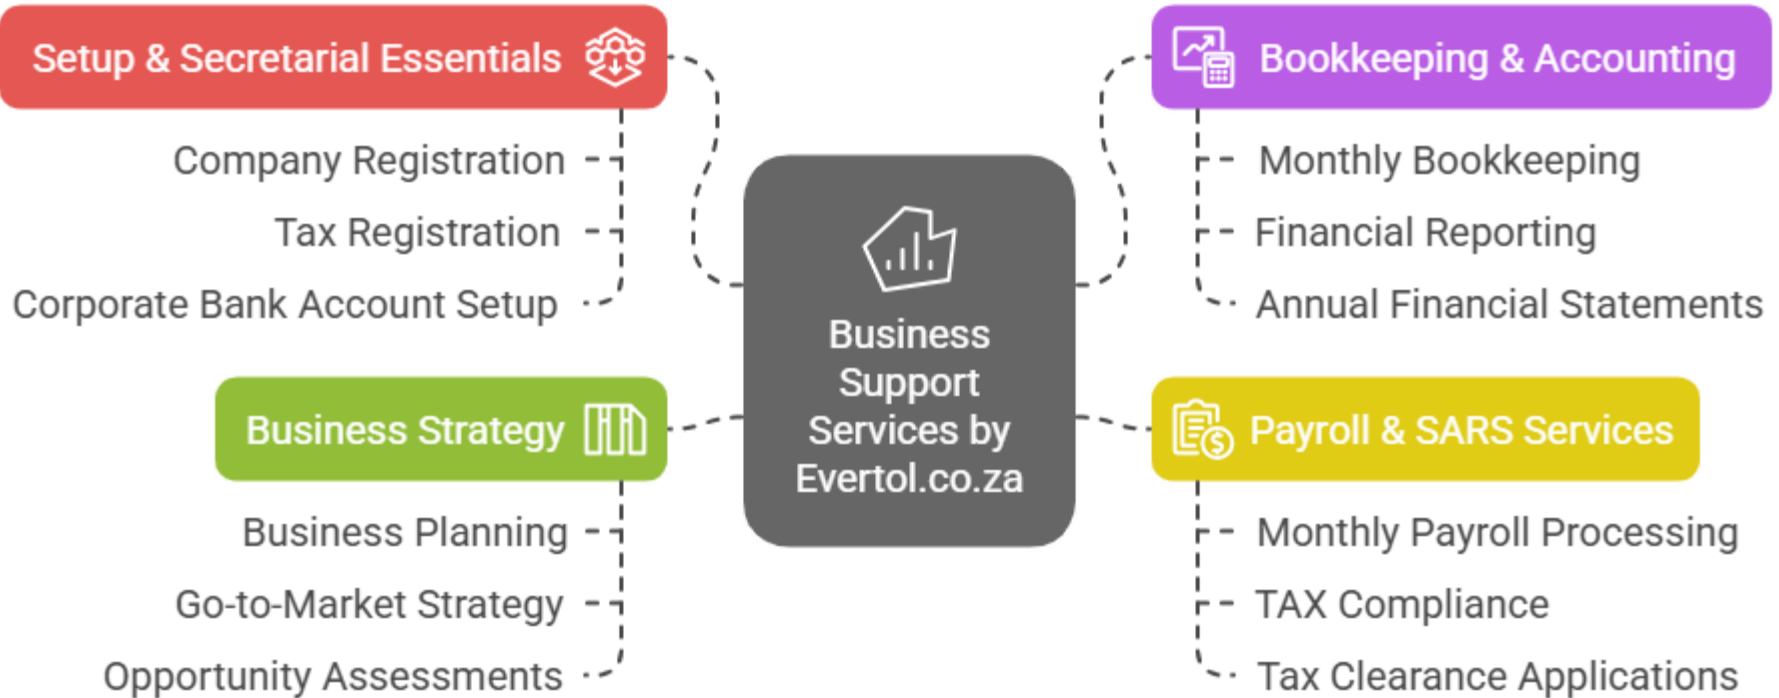 Setup & Secretarial Essentials
Company Registration
Tax Registration
Corporate Bank Account Setup
Business Strategy
Business Planning
Go-to-Market Strategy
Opportunity Assessments
Business
Support
Services by
Evertol.co.za
Bookkeeping & Accounting
Monthly Bookkeeping
Financial Reporting
Annual Financial Statements
Payroll & SARS Services
Monthly Payroll Processing
TAX Compliance
Tax Clearance Applications